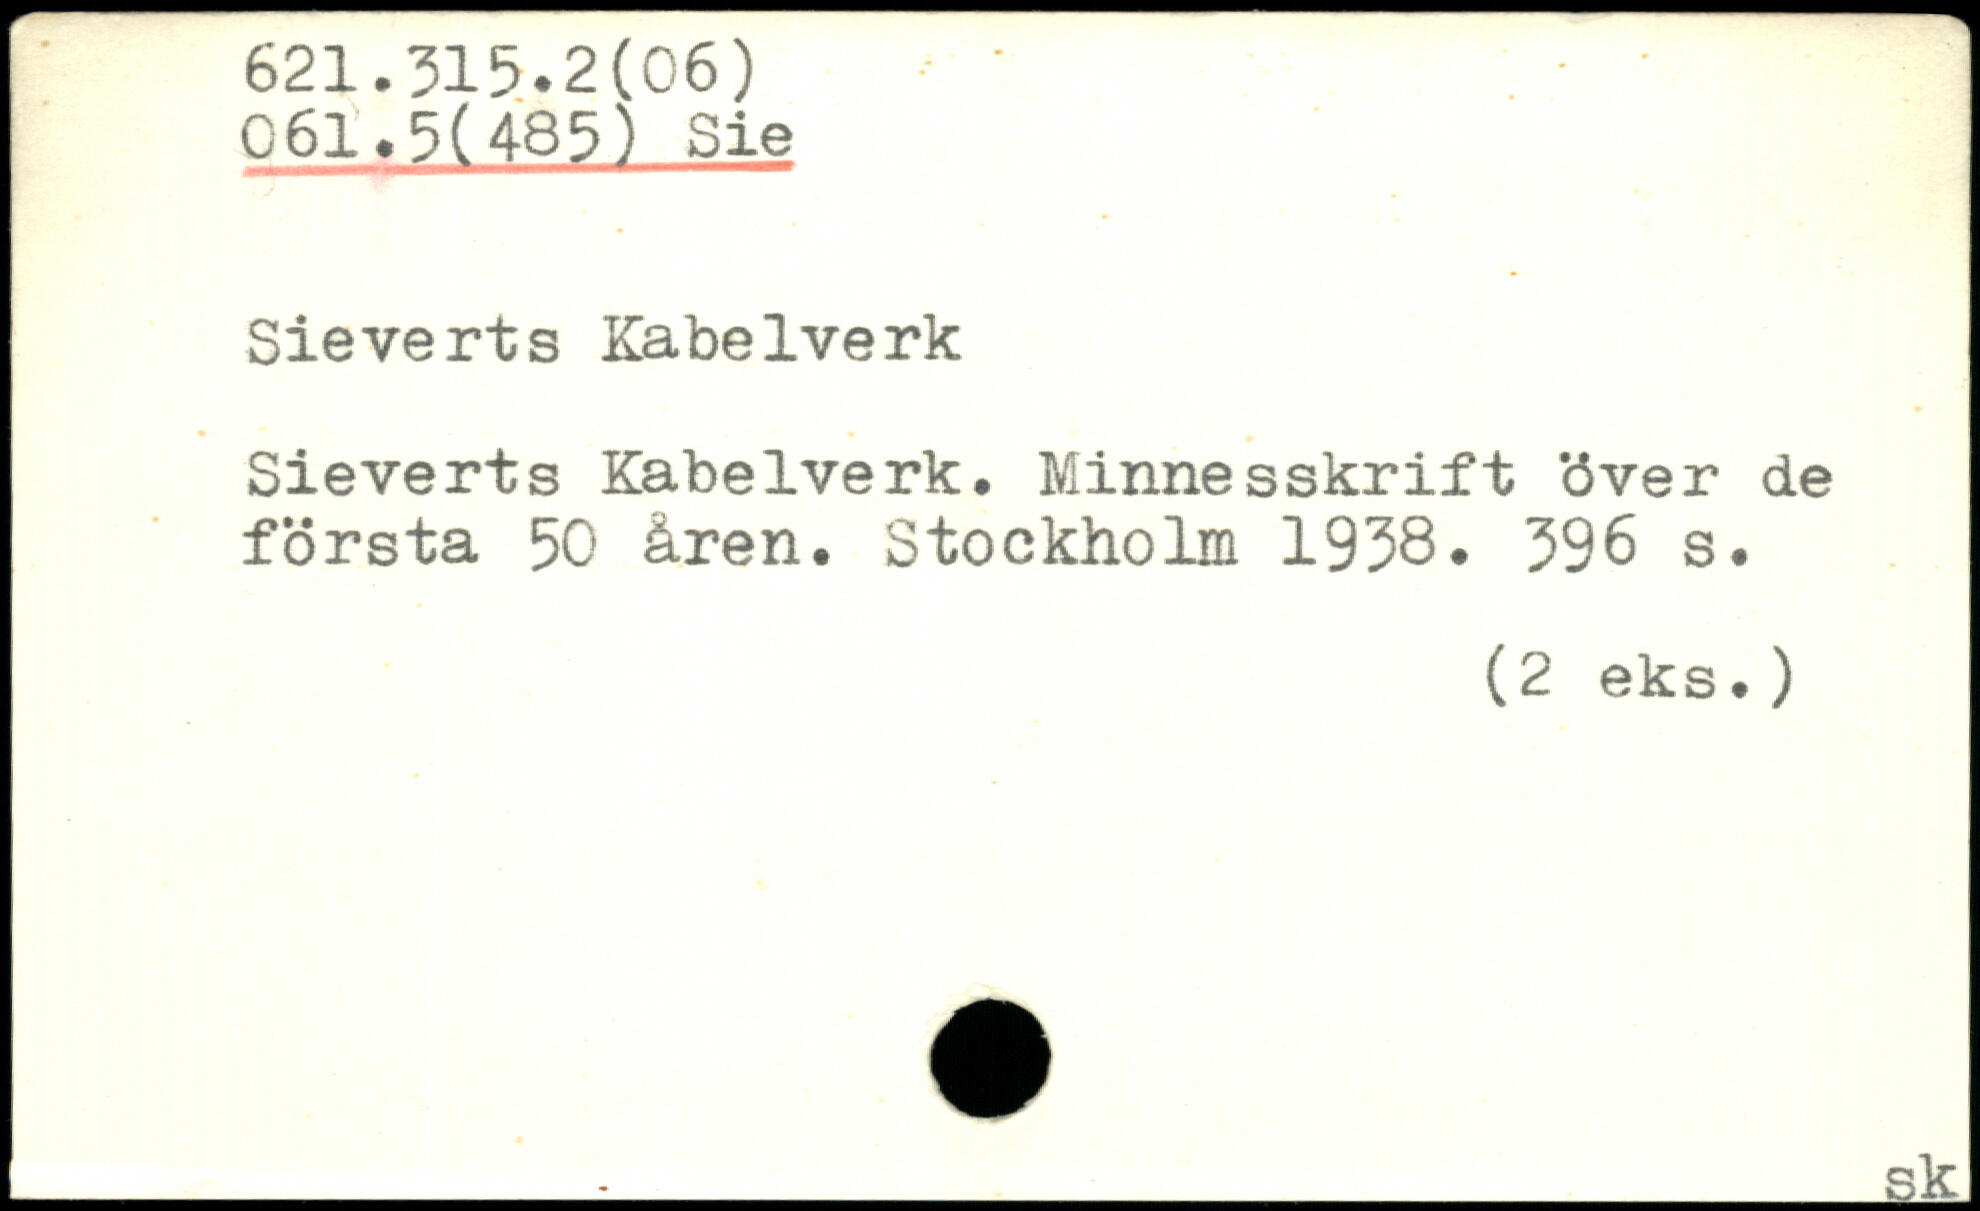 621.315.2(06)
061.5(485) Sie
Sieverts Kabelverk
Sieverts Kabelverk. Minnesskrift över de
första 50 åren. Stockholm 1938. 396 s.
(2 eks.)
sk